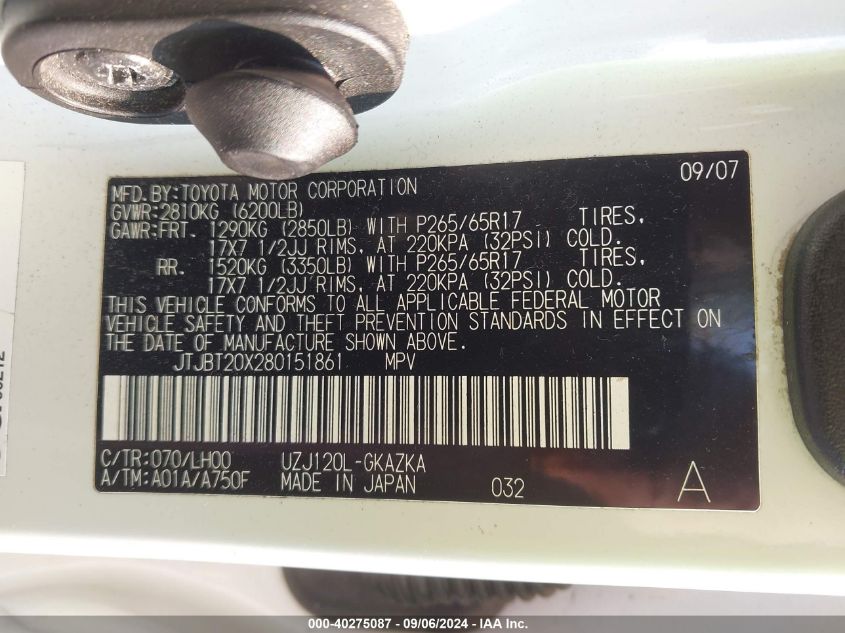 09/07
MFD.BY:TOYOTA MOTOR CORPORATION
GVWR:2810KG (6200LB)
GAWR:FRT. 1290KG (2850LB) WITH P265/65R17 TIRES,
17X7 1/2JJ RIMS, AT 220KPA (32PSI) COLD.
RR. 1520KG (3350LB) WITH P265/65R17 TIRES,
17X7 1/2JJ RIMS, AT 220KPA (32PSI) COLD.
THIS VEHICLE CONFORMS TO ALL APPLICABLE FEDERAL MOTOR
VEHICLE SAFETY AND THEFT PREVENTION STANDARDS IN EFFECT ON
THE DATE OF MANUFACTURE SHOWN ABOVE.
JTJBT20X280151861 MPV
C/TR:070/LH00 UZJ120L-GKAZKA
A/TM:A01A/A750F MADE IN JAPAN 032 A
000-40275087 - 09/06/2024 - IAA Inc.